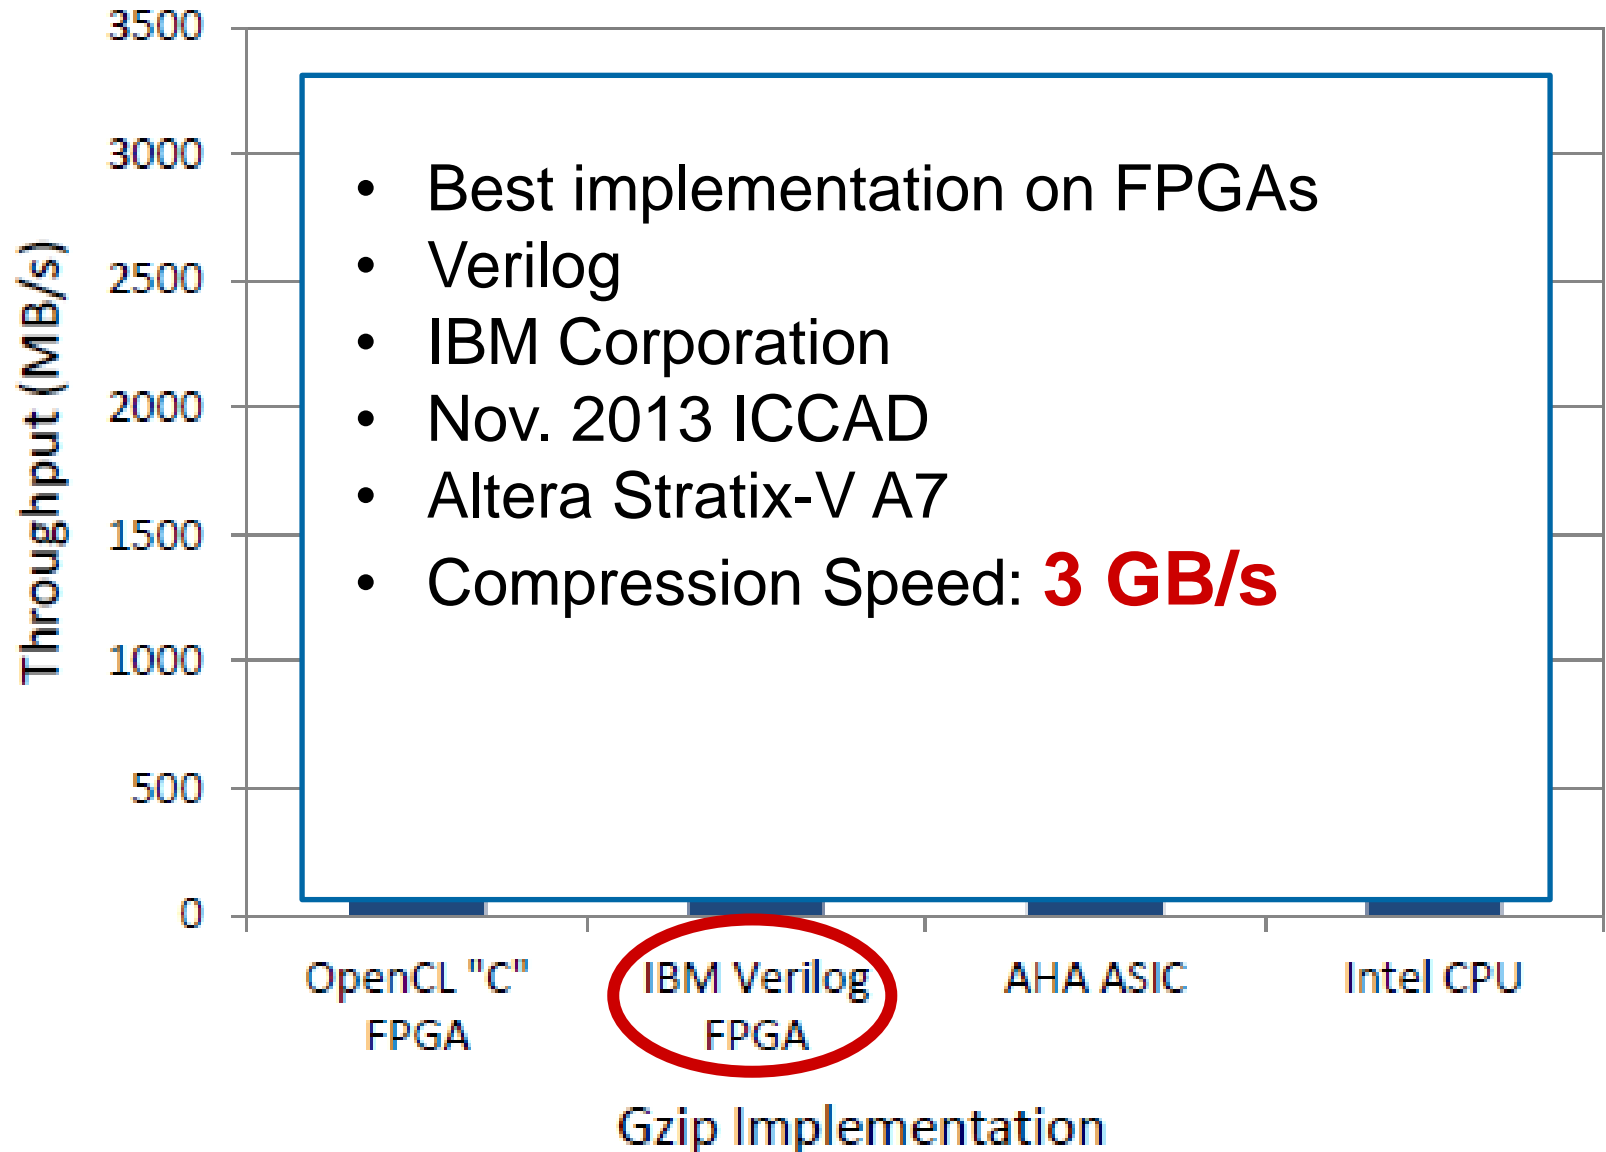 3500
3000
2500
2000
1500
1000
500
0
Throughput (MB/s)
• Best implementation on FPGAs
• Verilog
• IBM Corporation
• Nov. 2013 ICCAD
• Altera Stratix-V A7
• Compression Speed: 3 GB/s
OpenCL "C"
FPGA
IBM Verilog
FPGA
AHA ASIC
Intel CPU
Gzip Implementation